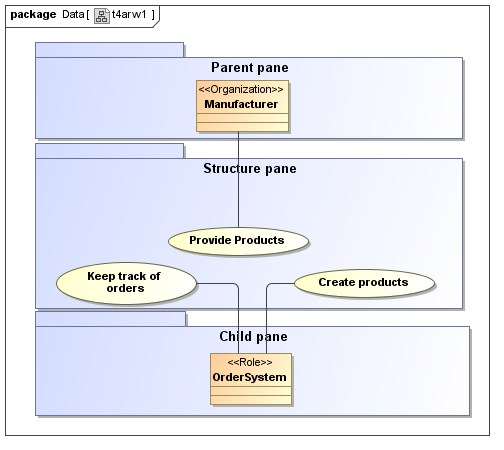 package Data[ t4arw1 ]
Parent pane
<<Organization>>
Manufacturer
Structure pane
Provide Products
Keep track of
orders
Create products
Child pane
<<Role>>
OrderSystem